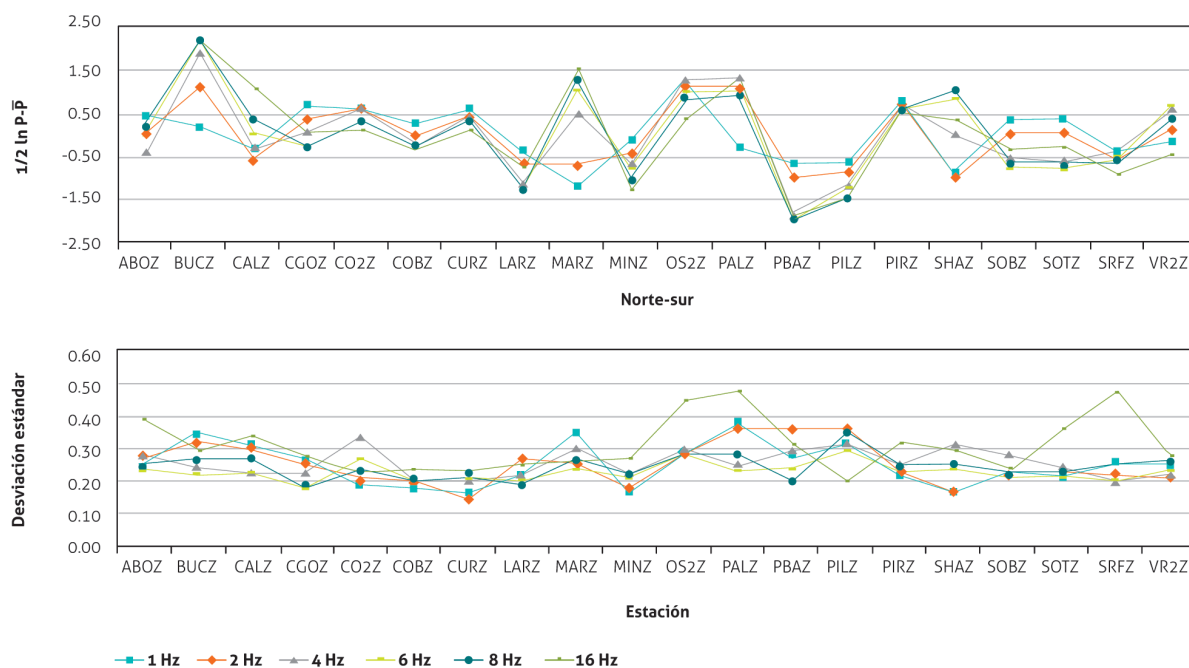 1/2 ln P-P̅
2.50
1.50
0.50
-0.50
-1.50
-2.50
ABOZ BUCZ CALZ CGOZ CO2Z COBZ CURZ LARZ MARZ MINZ OS2Z PALZ PBAZ PILZ PIRZ SHAZ SOBZ SOTZ SRFZ VR2Z
Norte-sur
Desviación estándar
0.60
0.50
0.40
0.30
0.20
0.10
0.00
ABOZ BUCZ CALZ CGOZ CO2Z COBZ CURZ LARZ MARZ MINZ OS2Z PALZ PBAZ PILZ PIRZ SHAZ SOBZ SOTZ SRFZ VR2Z
Estación
1 Hz 2 Hz 4 Hz 6 Hz 8 Hz 16 Hz